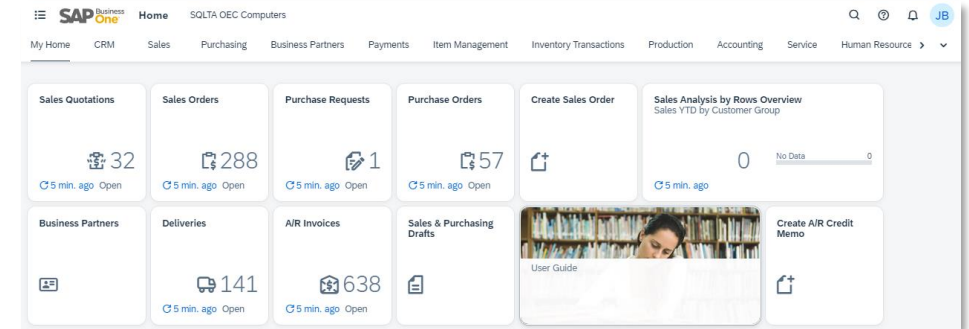 SAP Business One Home SQLTA OEC Computers JB
My Home CRM Sales Purchasing Business Partners Payments Item Management Inventory Transactions Production Accounting Service Human Resource
Sales Quotations
32
5 min. ago Open
Sales Orders
288
5 min. ago Open
Purchase Requests
1
5 min. ago Open
Purchase Orders
57
5 min. ago Open
Create Sales Order
Sales Analysis by Rows Overview
Sales YTD by Customer Group
0 No Data 0
5 min. ago
Business Partners
Deliveries
141
5 min. ago Open
A/R Invoices
638
5 min. ago Open
Sales & Purchasing
Drafts
User Guide
Create A/R Credit
Memo